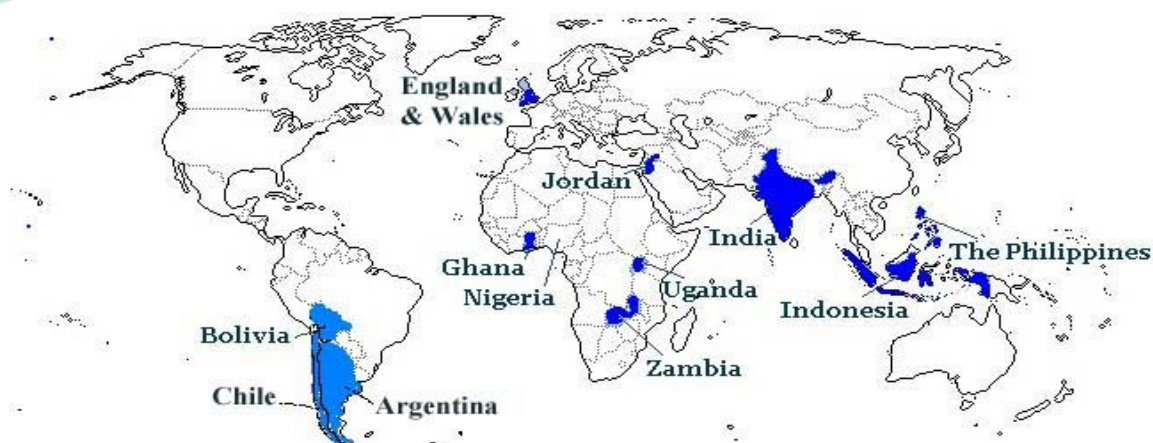 England
& Wales
Jordan
India
The Philippines
Ghana
Nigeria
Uganda
Indonesia
Bolivia
Zambia
Chile
Argentina